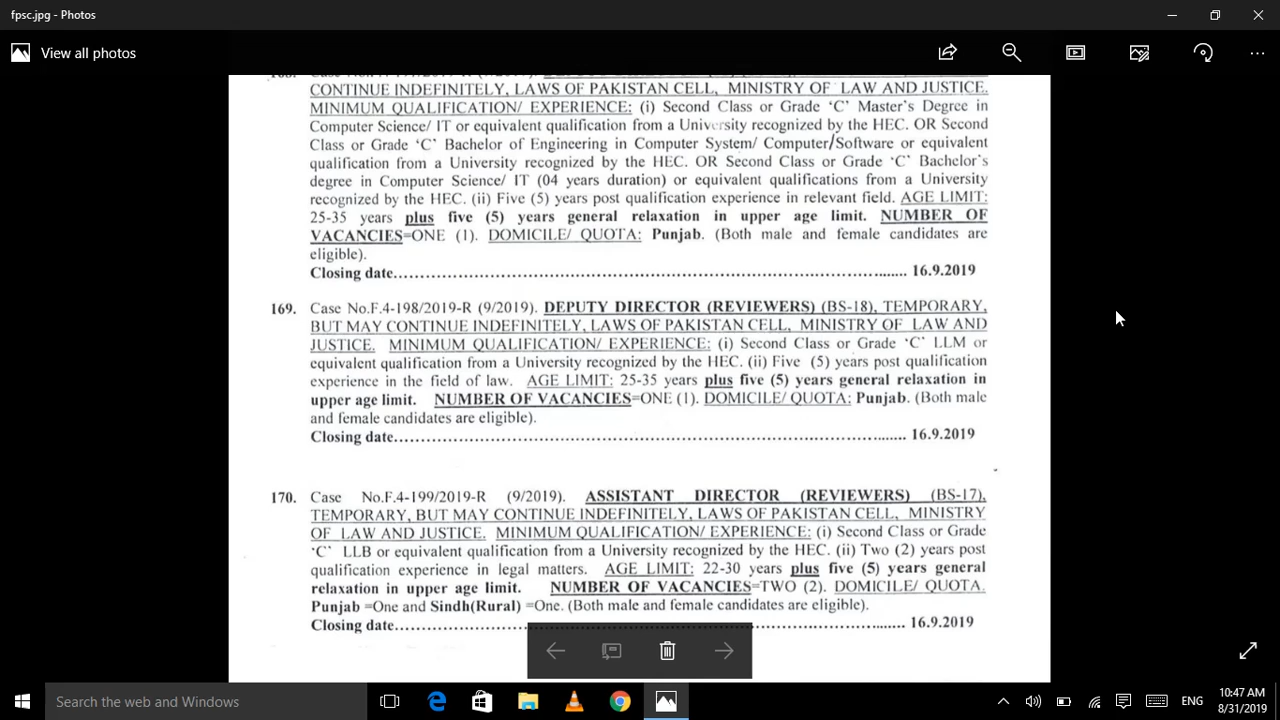 fpsc.jpg - Photos
View all photos
CONTINUE INDEFINITELY, LAWS OF PAKISTAN CELL, MINISTRY OF LAW AND JUSTICE.
MINIMUM QUALIFICATION/ EXPERIENCE: (i) Second Class or Grade ‘C’ Master’s Degree in
Computer Science/ IT or equivalent qualification from a University recognized by the HEC. OR Second
Class or Grade ‘C’ Bachelor of Engineering in Computer System/ Computer/Software or equivalent
qualification from a University recognized by the HEC. OR Second Class or Grade ‘C’ Bachelor’s
degree in Computer Science/ IT (04 years duration) or equivalent qualifications from a University
recognized by the HEC. (ii) Five (5) years post qualification experience in relevant field. AGE LIMIT:
25-35 years plus five (5) years general relaxation in upper age limit. NUMBER OF
VACANCIES=ONE (1). DOMICILE/ QUOTA: Punjab. (Both male and female candidates are
eligible).
Closing date.................................................................................................... 16.9.2019
169. Case No.F.4-198/2019-R (9/2019). DEPUTY DIRECTOR (REVIEWERS) (BS-18), TEMPORARY,
BUT MAY CONTINUE INDEFINITELY, LAWS OF PAKISTAN CELL, MINISTRY OF LAW AND
JUSTICE. MINIMUM QUALIFICATION/ EXPERIENCE: (i) Second Class or Grade ‘C’ LLM or
equivalent qualification from a University recognized by the HEC. (ii) Five (5) years post qualification
experience in the field of law. AGE LIMIT: 25-35 years plus five (5) years general relaxation in
upper age limit. NUMBER OF VACANCIES=ONE (1). DOMICILE/ QUOTA: Punjab. (Both male
and female candidates are eligible).
Closing date.................................................................................................... 16.9.2019
170. Case No.F.4-199/2019-R (9/2019). ASSISTANT DIRECTOR (REVIEWERS) (BS-17),
TEMPORARY, BUT MAY CONTINUE INDEFINITELY, LAWS OF PAKISTAN CELL, MINISTRY
OF LAW AND JUSTICE. MINIMUM QUALIFICATION/ EXPERIENCE: (i) Second Class or Grade
‘C’ LLB or equivalent qualification from a University recognized by the HEC. (ii) Two (2) years post
qualification experience in legal matters. AGE LIMIT: 22-30 years plus five (5) years general
relaxation in upper age limit. NUMBER OF VACANCIES=TWO (2). DOMICILE/ QUOTA.
Punjab =One and Sindh(Rural) =One. (Both male and female candidates are eligible).
Closing date.................................................................................................... 16.9.2019
Search the web and Windows
ENG
10:47 AM
8/31/2019